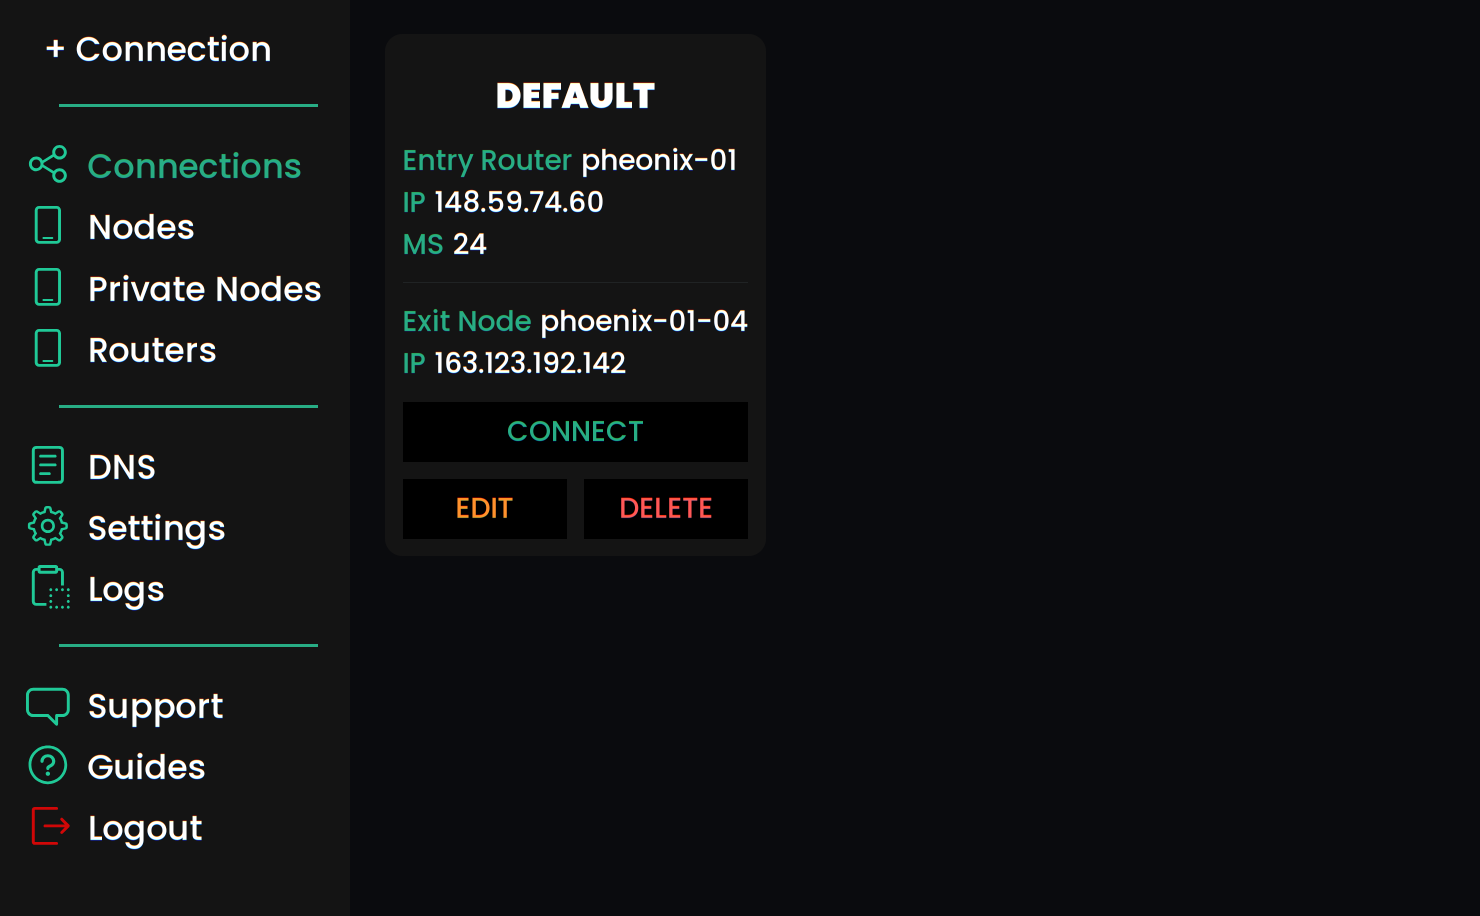 + Connection
Connections
Nodes
Private Nodes
Routers
DNS
Settings
Logs
Support
Guides
Logout
DEFAULT
Entry Router pheonix-01
IP 148.59.74.60
MS 24
Exit Node phoenix-01-04
IP 163.123.192.142
CONNECT
EDIT DELETE